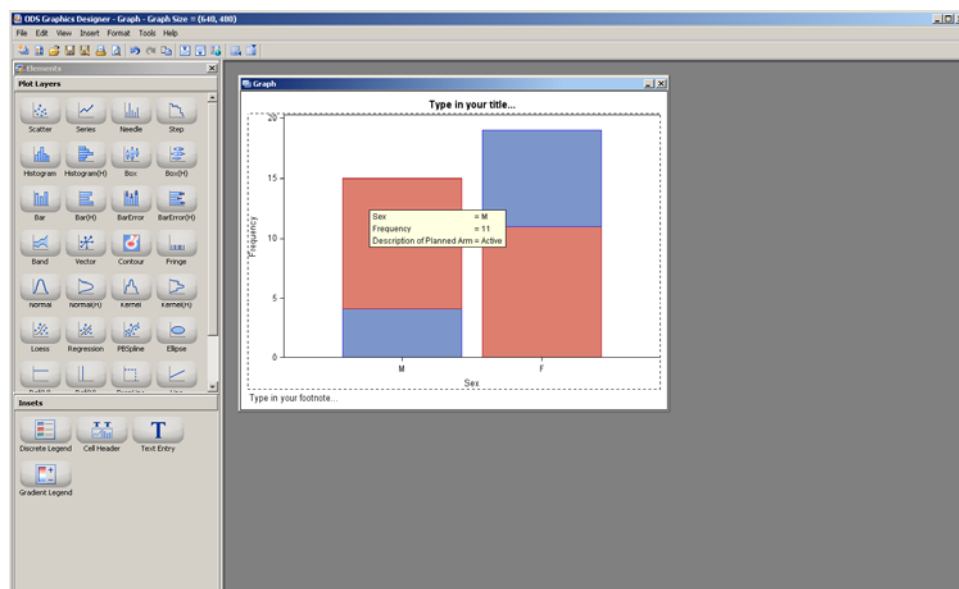 ODS Graphics Designer - Graph - Graph Size = (640, 480)
File Edit View Insert Format Tools Help
Elements
Plot Layers
Scatter Series Needle Step
Histogram Histogram(H) Box Box(H)
Bar Bar(H) BarError BarError(H)
Band Vector Contour Fringe
Normal Normal(H) Kernel Kernel(H)
Loess Regression PBSpline Ellipse
Insets
Discrete Legend Cell Header Text Entry
Gradient Legend
Graph
Type in your title...
20
15
10
5
0
Frequency
Sex = M
Frequency = 11
Description of Planned Arm = Active
M F
Sex
Type in your footnote...